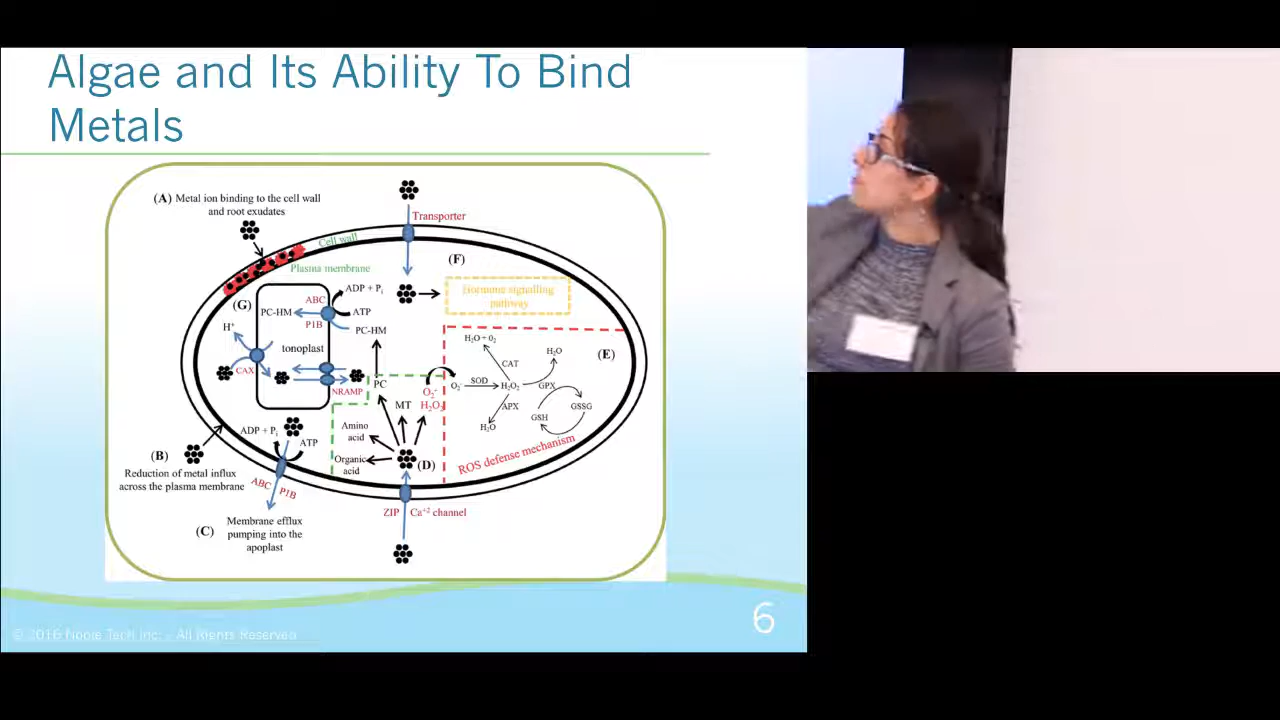 Algae and Its Ability To Bind
Metals
(A) Metal ion binding to the cell wall
and root exudates
Transporter
Cell wall
Plasma membrane
(F)
Hormone signalling
pathway
(G)
ADP + Pi
ABC
PC-HM
ATP
P1B
PC-HM
H+
tonoplast
CAX
NRAMP
PC
MT
O2-
H2O2
Amino
acid
Organic
acid
(D)
(E)
H2O + 02
CAT
H2O
O2-
SOD
H2O2
GPX
APX
GSH
GSSG
H2O
ROS defense mechanism
ADP + Pi
ATP
(B)
Reduction of metal influx
across the plasma membrane
ABC
P1B
(C)
Membrane efflux
pumping into the
apoplast
ZIP
Ca+2 channel
6
© 2016 Noble Tech Inc. - All Rights Reserved